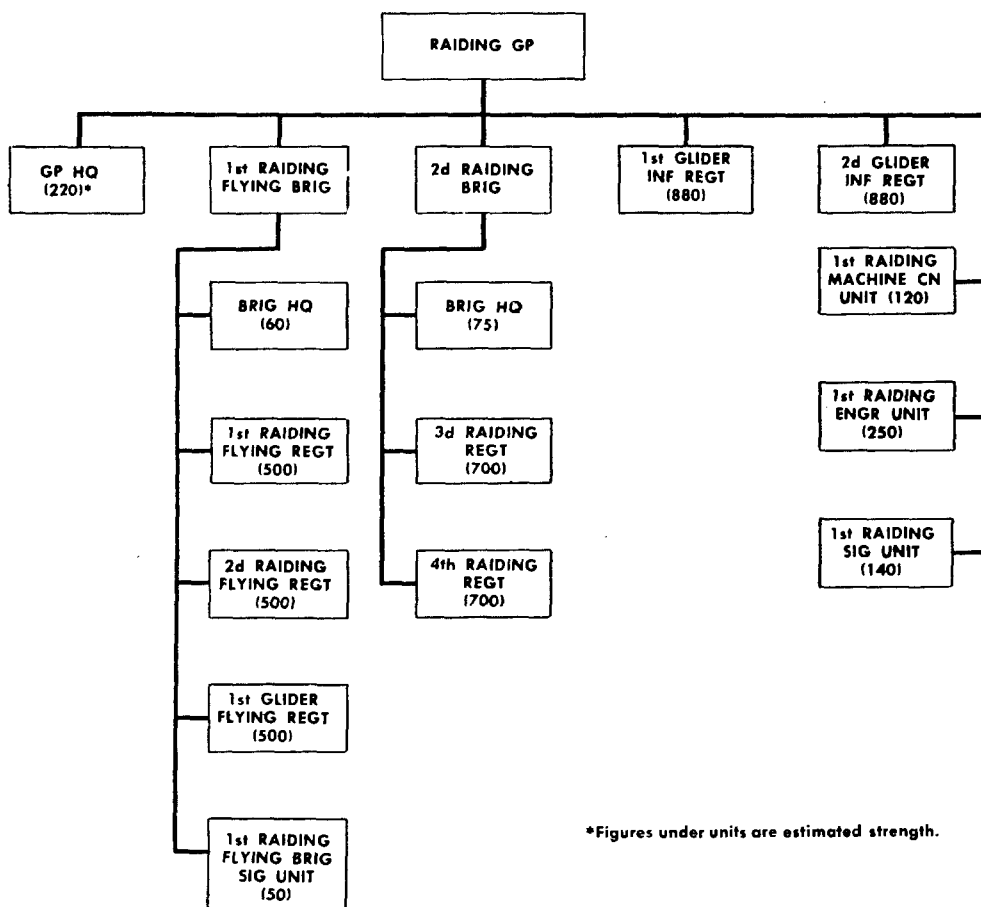 RAIDING GP
GP HQ
(220)*
1st RAIDING
FLYING BRIG
2d RAIDING
BRIG
1st GLIDER
INF REGT
(880)
2d GLIDER
INF REGT
(880)
BRIG HQ
(60)
1st RAIDING
FLYING REGT
(500)
2d RAIDING
FLYING REGT
(500)
1st GLIDER
FLYING REGT
(500)
1st RAIDING
FLYING BRIG
SIG UNIT
(50)
BRIG HQ
(75)
3d RAIDING
REGT
(700)
4th RAIDING
REGT
(700)
1st RAIDING
MACHINE CN
UNIT (120)
1st RAIDING
ENGR UNIT
(250)
1st RAIDING
SIG UNIT
(140)
*Figures under units are estimated strength.